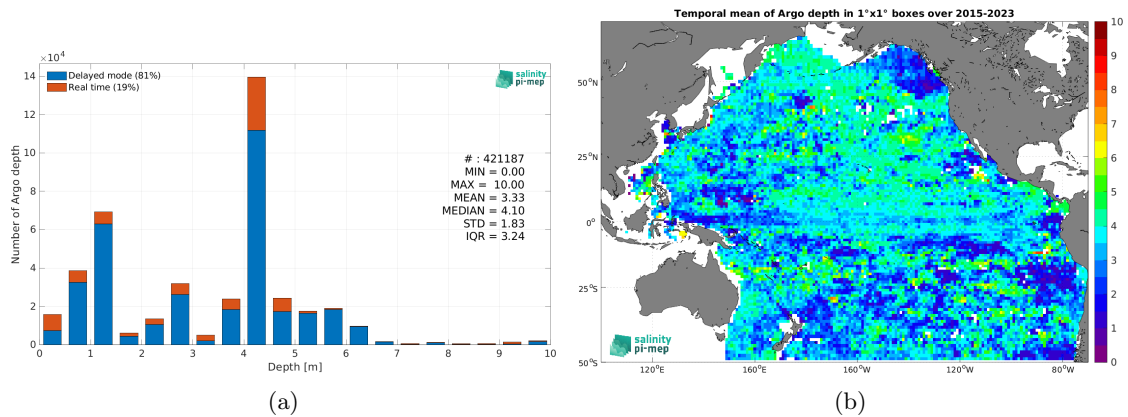 ×10⁴
14
12
10
8
6
4
2
0
Number of Argo depth
Delayed mode (81%)
Real time (19%)
salinity
pi-mep
# : 421187
MIN = 0.00
MAX = 10.00
MEAN = 3.33
MEDIAN = 4.10
STD = 1.83
IQR = 3.24
0 1 2 3 4 5 6 7 8 9 10
Depth [m]
(a)
Temporal mean of Argo depth in 1°x1° boxes over 2015-2023
50°N
25°N
0°
25°S
50°S
salinity
pi-mep
120°E 160°E 160°W 120°W 80°W
10
9
8
7
6
5
4
3
2
1
0
(b)